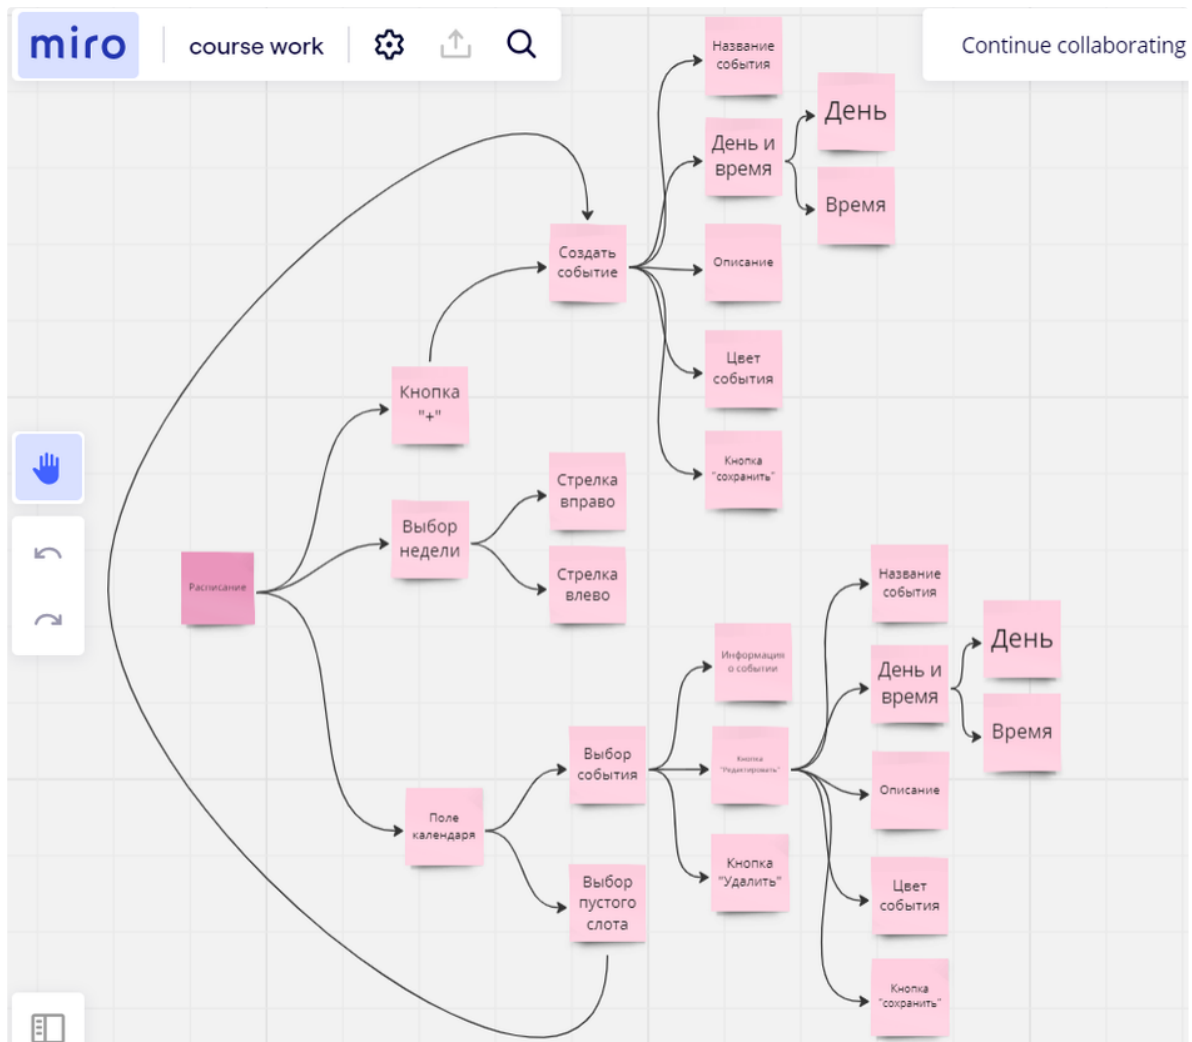 miro
course work
Continue collaborating
Название
события
День и
время
День
Время
Создать
событие
Описание
Цвет
события
Кнопка
"сохранить"
Кнопка
"+"
Выбор
недели
Стрелка
вправо
Стрелка
влево
Расписание
Поле
календаря
Выбор
события
Выбор
пустого
слота
Информация
о событии
Кнопка
"Редактировать"
Кнопка
"Удалить"
Название
события
День и
время
День
Время
Описание
Цвет
события
Кнопка
"сохранить"